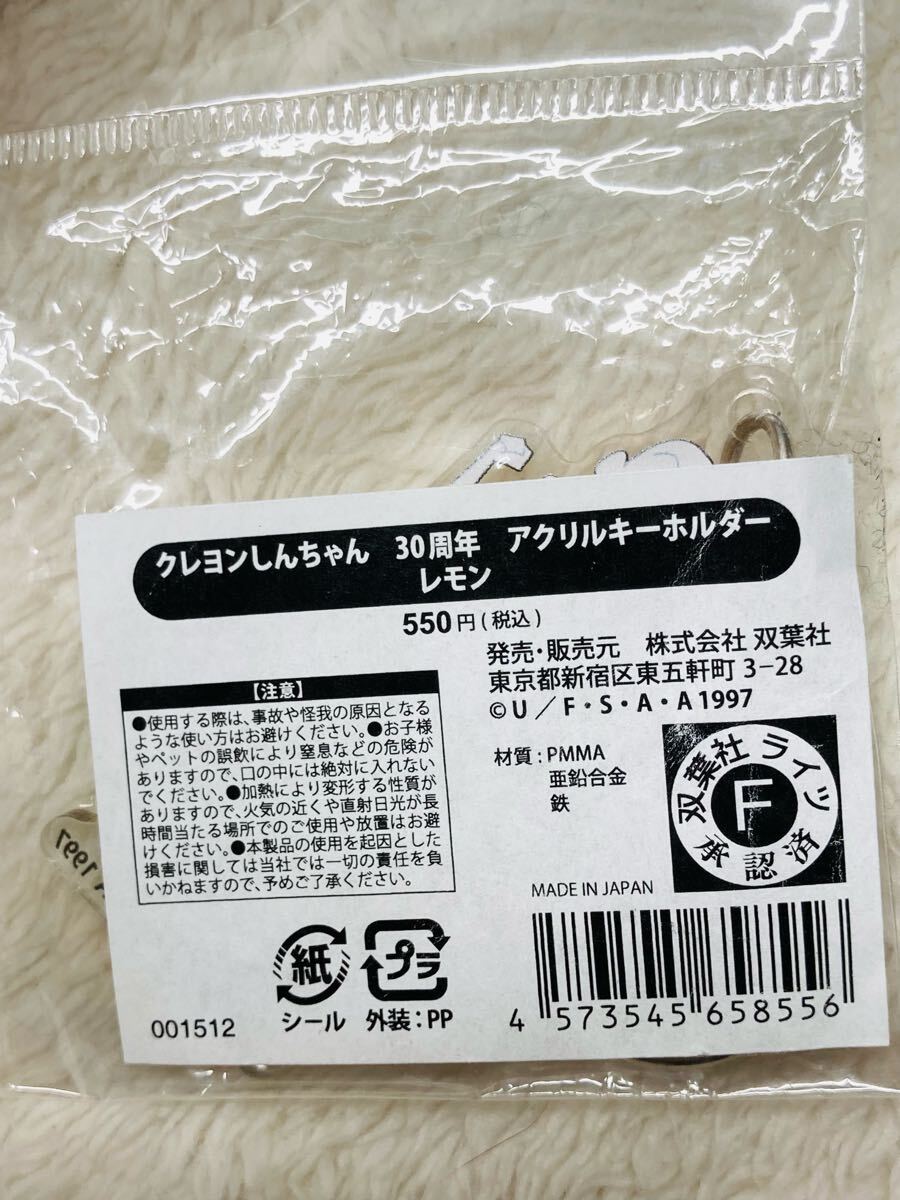 クレヨンしんちゃん 30周年 アクリルキーホルダー
レモン
550円(税込)
発売・販売元 株式会社 双葉社
東京都新宿区東五軒町 3-28
©U/F・S・A・A 1997
【注意】
●使用する際は、事故や怪我の原因となる
ような使い方はお避けください。●お子様
やペットの誤飲により窒息などの危険が
ありますので、口の中には絶対に入れない
でください。●加熱により変形する性質が
ありますので、火気の近くや直射日光が長
時間当たる場所でのご使用や放置はお避
けください。●本製品の使用を起因とした
損害に関しては当社では一切の責任を負
いかねますので、予めご了承ください。
材質:PMMA
亜鉛合金
鉄
双葉社 ライツ
F
承認済
MADE IN JAPAN
紙
シール
プラ
外装:PP
001512
4 573545 658556